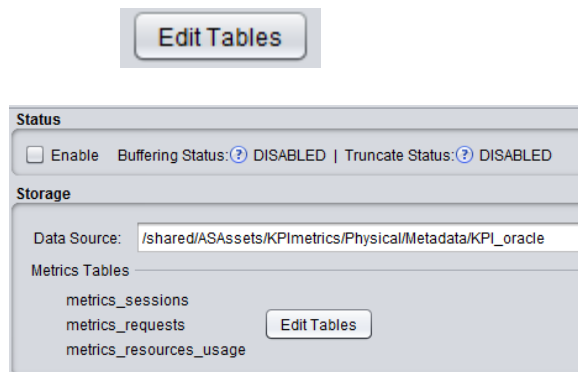 Edit Tables
Status
Enable Buffering Status: ? DISABLED | Truncate Status: ? DISABLED
Storage
Data Source: /shared/ASAssets/KPImetrics/Physical/Metadata/KPI_oracle
Metrics Tables
metrics_sessions
metrics_requests Edit Tables
metrics_resources_usage